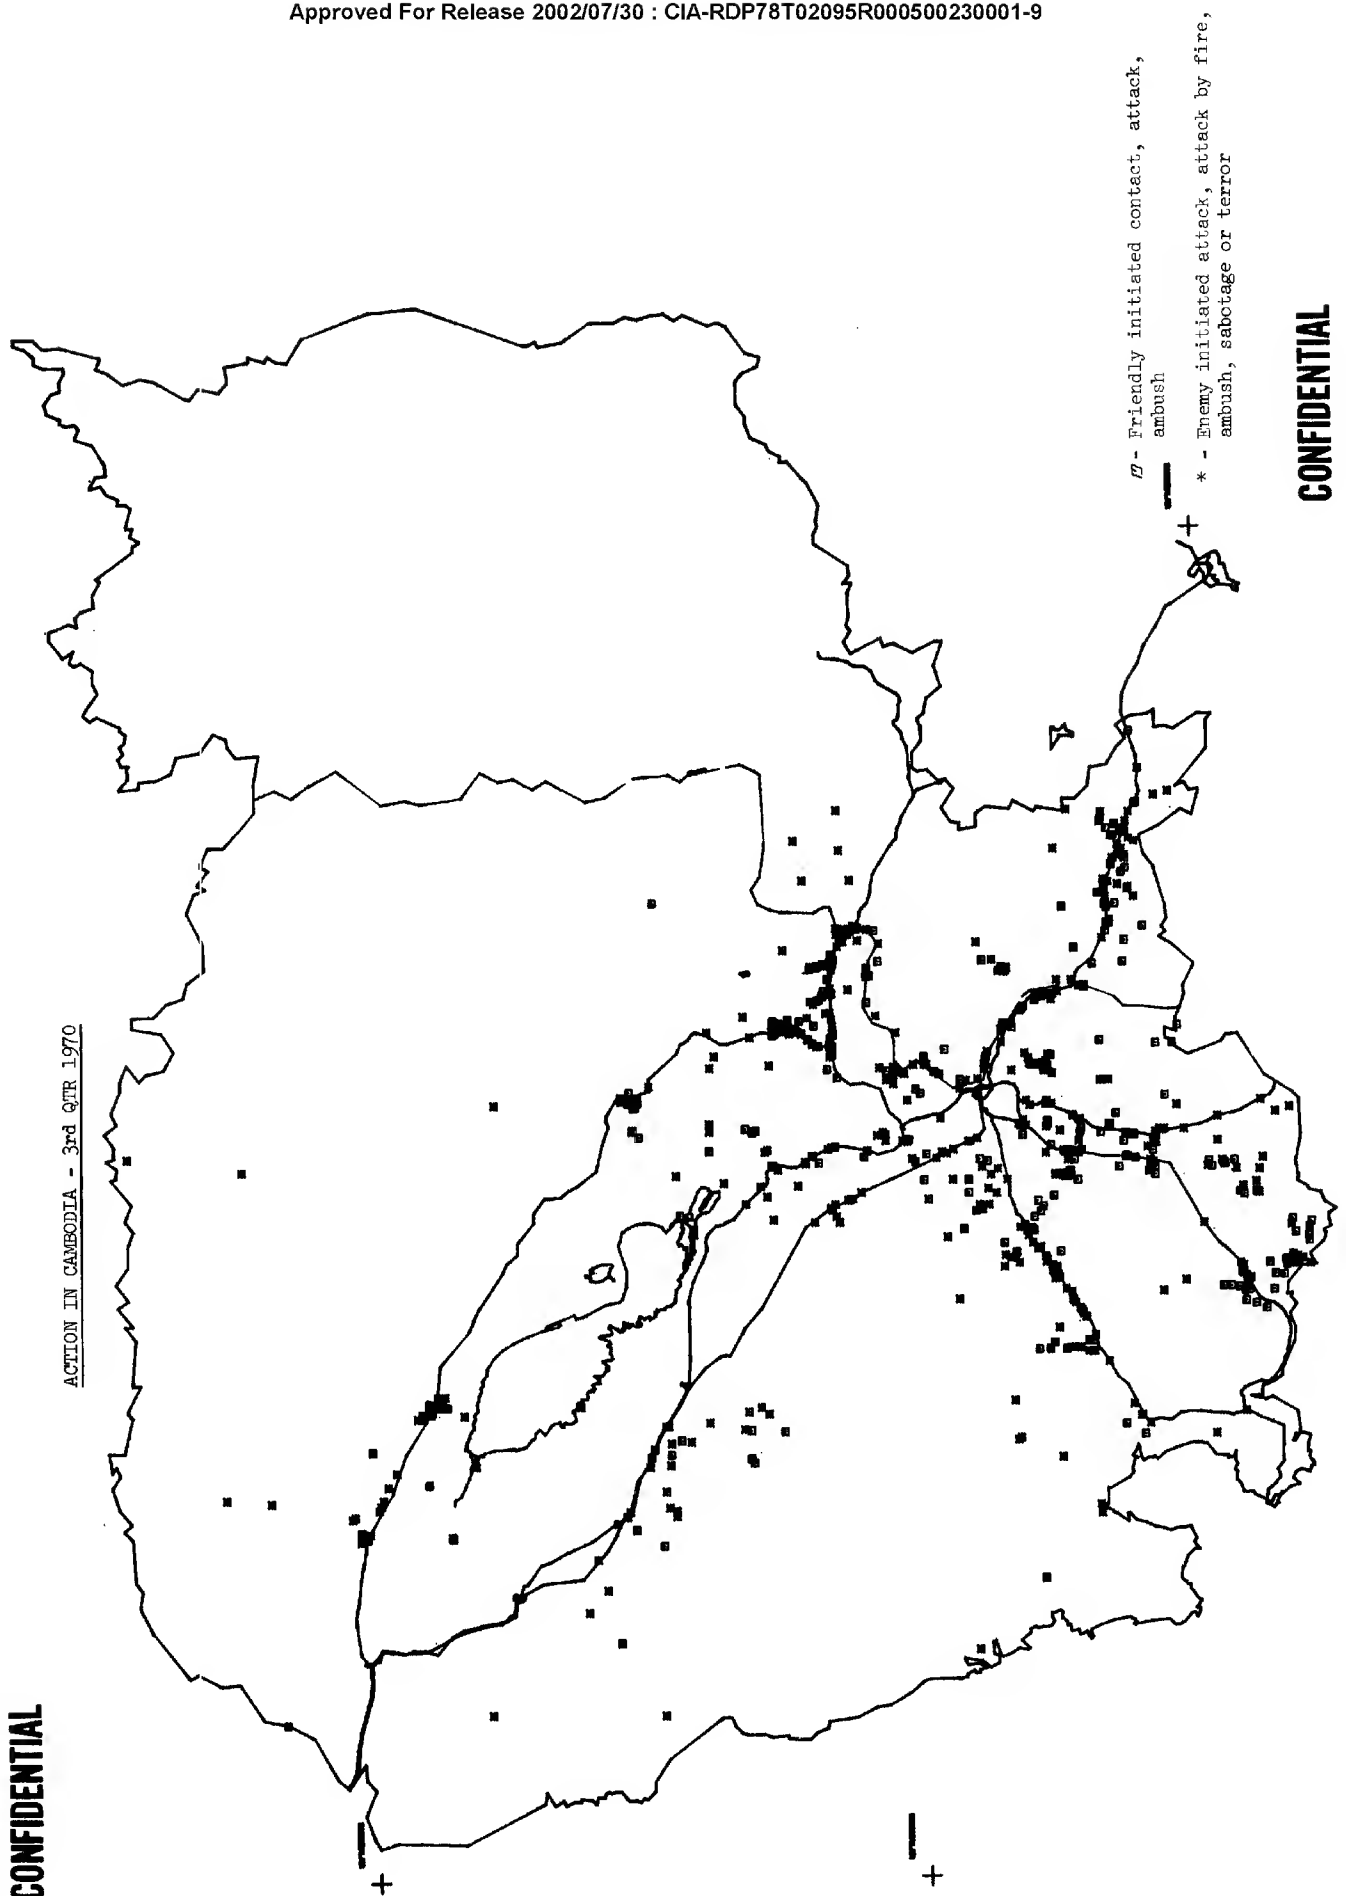 Approved For Release 2002/07/30 : CIA-RDP78T02095R000500230001-9
CONFIDENTIAL
ACTION IN CAMBODIA - 3rd QTR 1970
- Friendly initiated contact, attack,
ambush
* - Enemy initiated attack, attack by fire,
ambush, sabotage or terror
CONFIDENTIAL